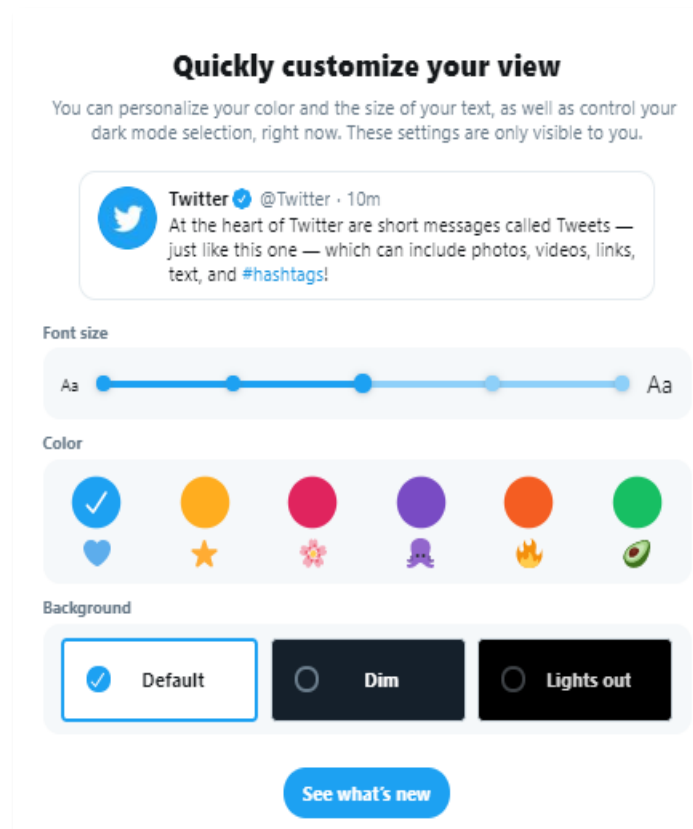 Quickly customize your view
You can personalize your color and the size of your text, as well as control your
dark mode selection, right now. These settings are only visible to you.
Twitter @Twitter · 10m
At the heart of Twitter are short messages called Tweets —
just like this one — which can include photos, videos, links,
text, and #hashtags!
Font size
Aa Aa
Color
Background
Default Dim Lights out
See what's new